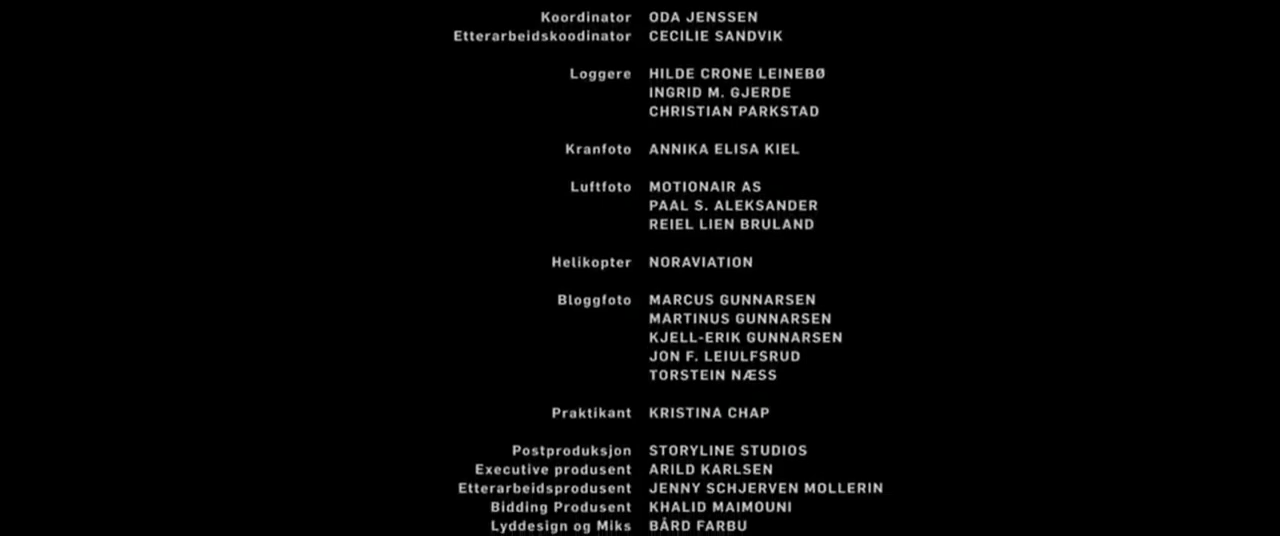 Koordinator ODA JENSSEN
Etterarbeidskoodinator CECILIE SANDVIK
Loggere HILDE CRONE LEINEBØ
INGRID M. GJERDE
CHRISTIAN PARKSTAD
Kranfoto ANNIKA ELISA KIEL
Luftfoto MOTIONAIR AS
PAAL S. ALEKSANDER
REIEL LIEN BRULAND
Helikopter NORAVIATION
Bloggfoto MARCUS GUNNARSEN
MARTINUS GUNNARSEN
KJELL-ERIK GUNNARSEN
JON F. LEIULFSRUD
TORSTEIN NÆSS
Praktikant KRISTINA CHAP
Postproduksjon STORYLINE STUDIOS
Executive produsent ARILD KARLSEN
Etterarbeidsprodusent JENNY SCHJERVEN MOLLERIN
Bidding Produsent KHALID MAIMOUNI
Lyddesign og Miks BÅRD FARBU